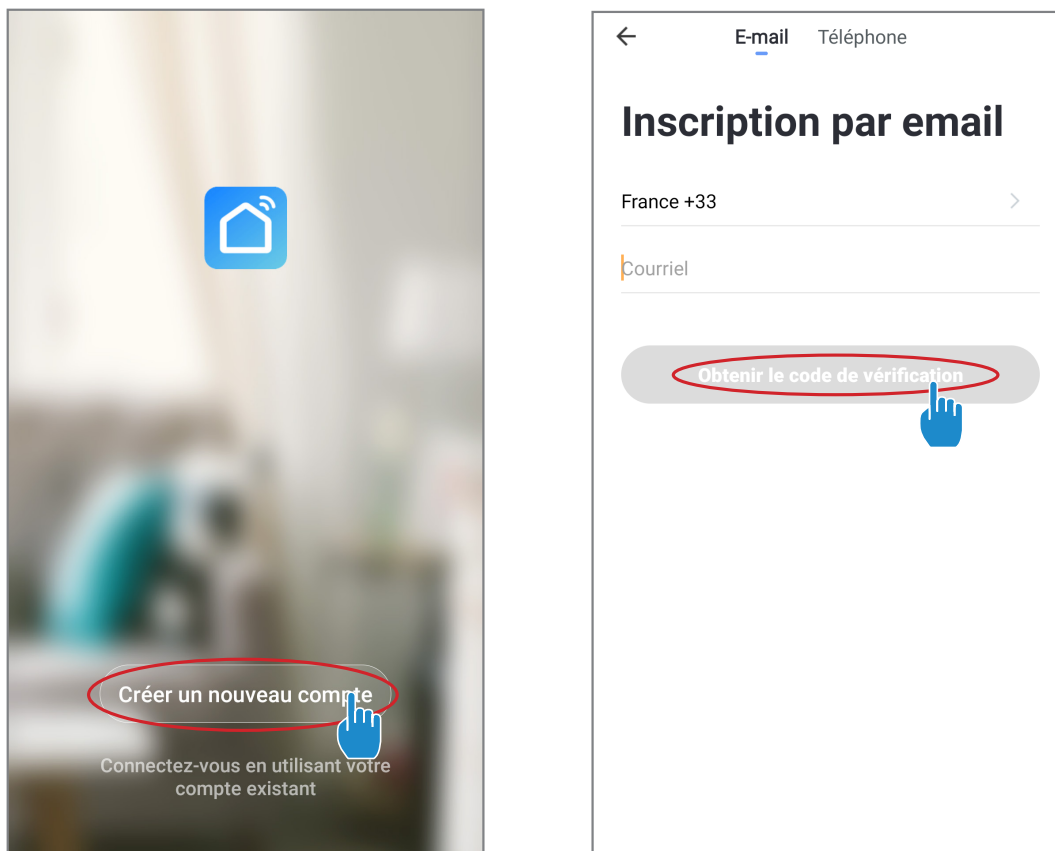 Créer un nouveau compte
Connectez-vous en utilisant votre
compte existant
E-mail Téléphone
Inscription par email
France +33
Courriel
Obtenir le code de vérification